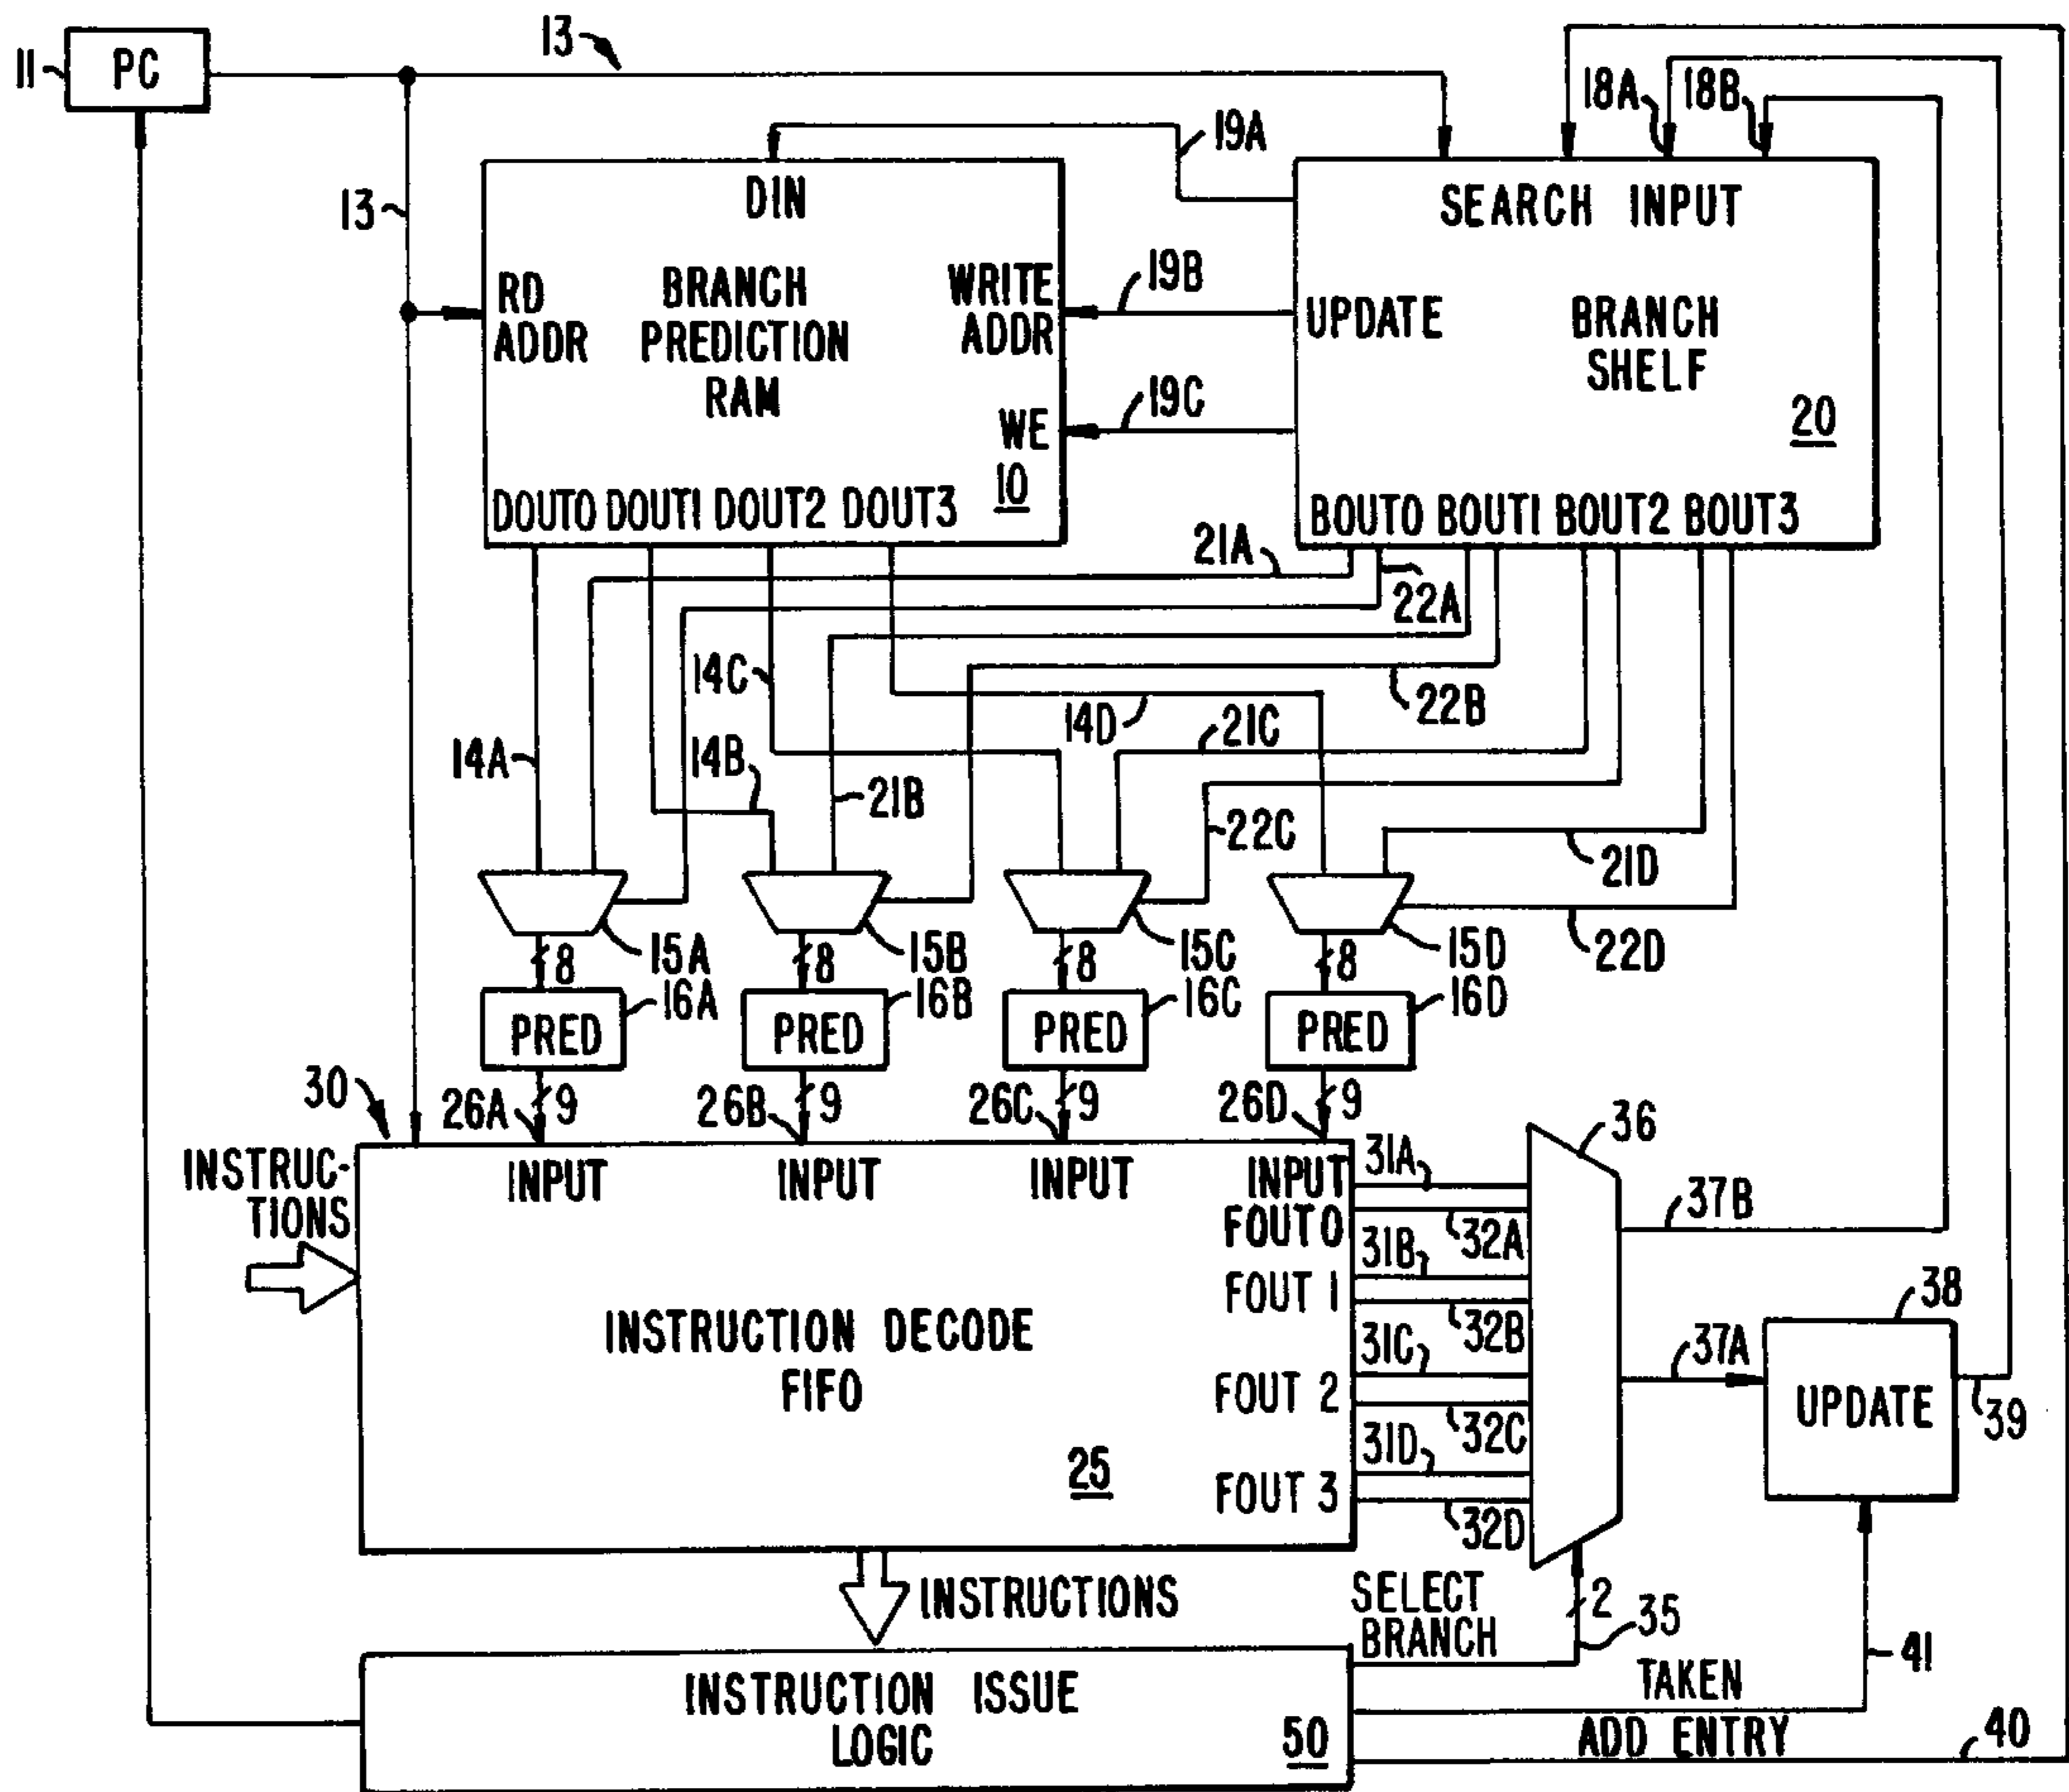 13
11 PC
18A 18B
19A
DIN
SEARCH INPUT
13
19B
RD
ADDR
BRANCH
PREDICTION
RAM
WRITE
ADDR
UPDATE
BRANCH
SHELF
19C
WE
10
20
DOUT0 DOUT1 DOUT2 DOUT3
BOUT0 BOUT1 BOUT2 BOUT3
21A
22A
14C
22B
14D
21C
14A
14B
21B
22C
21D
15A 15B 15C 15D 22D
8 8 8 8
16A 16B 16C 16D
PRED PRED PRED PRED
30
26A 9 26B 9 26C 9 26D 9
36
INSTRUC-
TIONS
INPUT INPUT INPUT INPUT
31A
37B
FOUT 0
32A
31B
FOUT 1
38
INSTRUCTION DECODE
FIFO
32B
31C
37A
FOUT 2
UPDATE
39
32C
31D
25
FOUT 3
32D
INSTRUCTIONS
SELECT
BRANCH
2
35
41
INSTRUCTION ISSUE
LOGIC
TAKEN
50
ADD ENTRY
40